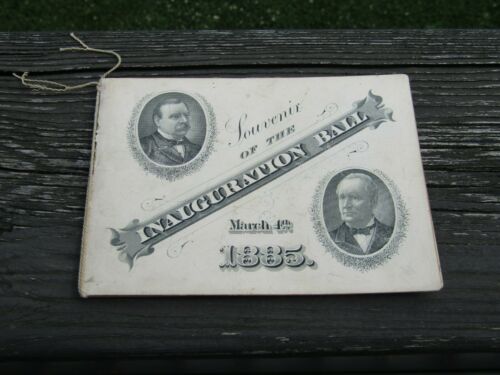 Souvenir
OF THE
INAUGURATION BALL
March 4th
1885.